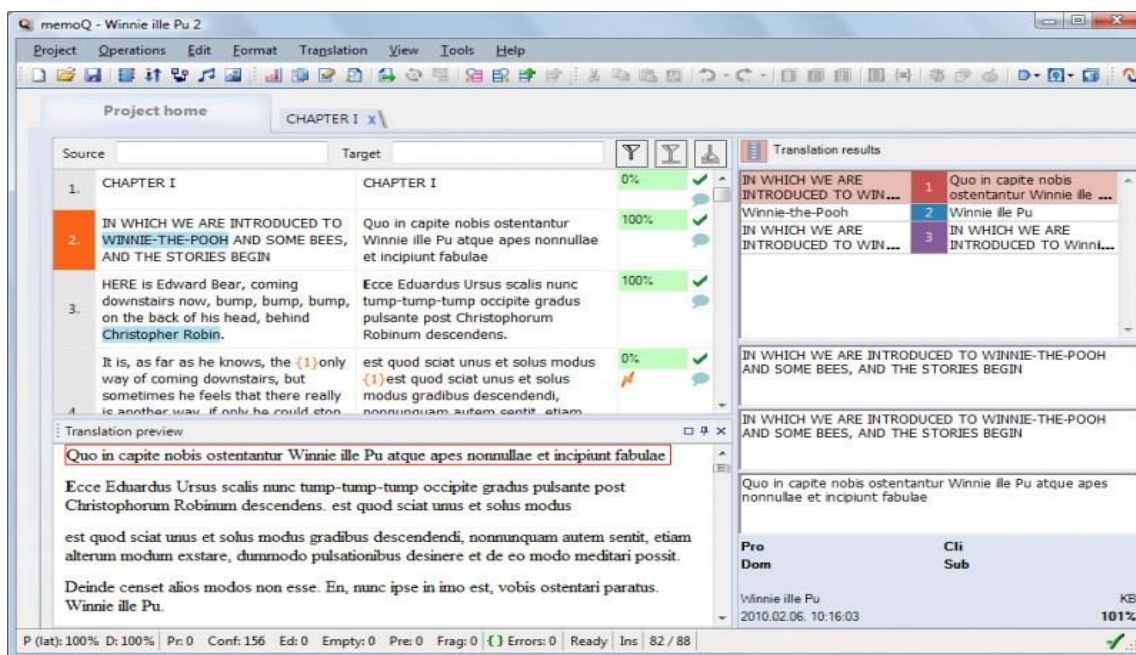 memoQ - Winnie ille Pu 2
Project Operations Edit Format Translation View Tools Help
Project home
CHAPTER I x
Source
Target
1.
CHAPTER I
CHAPTER I
0%
2.
IN WHICH WE ARE INTRODUCED TO
WINNIE-THE-POOH AND SOME BEES,
AND THE STORIES BEGIN
Quo in capite nobis ostentantur
Winnie ille Pu atque apes nonnullae
et incipiunt fabulae
100%
3.
HERE is Edward Bear, coming
downstairs now, bump, bump, bump,
on the back of his head, behind
Christopher Robin.
Ecce Eduardus Ursus scalis nunc
tump-tump-tump occipite gradus
pulsante post Christophorum
Robinum descendens.
100%
4
It is, as far as he knows, the {1}only
way of coming downstairs, but
sometimes he feels that there really
is another way, if only he could stop
est quod sciat unus et solus modus
{1}est quod sciat unus et solus
modus gradibus descendendi,
nonnunquam autem sentit, etiam
0%
Translation preview
Quo in capite nobis ostentantur Winnie ille Pu atque apes nonnullae et incipiunt fabulae
Ecce Eduardus Ursus scalis nunc tump-tump-tump occipite gradus pulsante post
Christophorum Robinum descendens. est quod sciat unus et solus modus
est quod sciat unus et solus modus gradibus descendendi, nonnunquam autem sentit, etiam
alterum modum exstare, dummodo pulsationibus desinere et de eo modo meditari possit.
Deinde censet alios modos non esse. En, nunc ipse in imo est, vobis ostentari paratus.
Winnie ille Pu.
Translation results
IN WHICH WE ARE
INTRODUCED TO WIN...
1
Quo in capite nobis
ostentantur Winnie ille ...
Winnie-the-Pooh
2
Winnie ille Pu
IN WHICH WE ARE
INTRODUCED TO WIN...
3
IN WHICH WE ARE
INTRODUCED TO Winni...
IN WHICH WE ARE INTRODUCED TO WINNIE-THE-POOH
AND SOME BEES, AND THE STORIES BEGIN
IN WHICH WE ARE INTRODUCED TO WINNIE-THE-POOH
AND SOME BEES, AND THE STORIES BEGIN
Quo in capite nobis ostentantur Winnie ille Pu atque apes
nonnullae et incipiunt fabulae
Pro Cli
Dom Sub
Winnie ille Pu KB
2010.02.06. 10:16:03 101%
P (lat): 100% D: 100% Pr: 0 Conf: 156 Ed: 0 Empty: 0 Pre: 0 Frag: 0 {} Errors: 0 Ready Ins 82 / 88